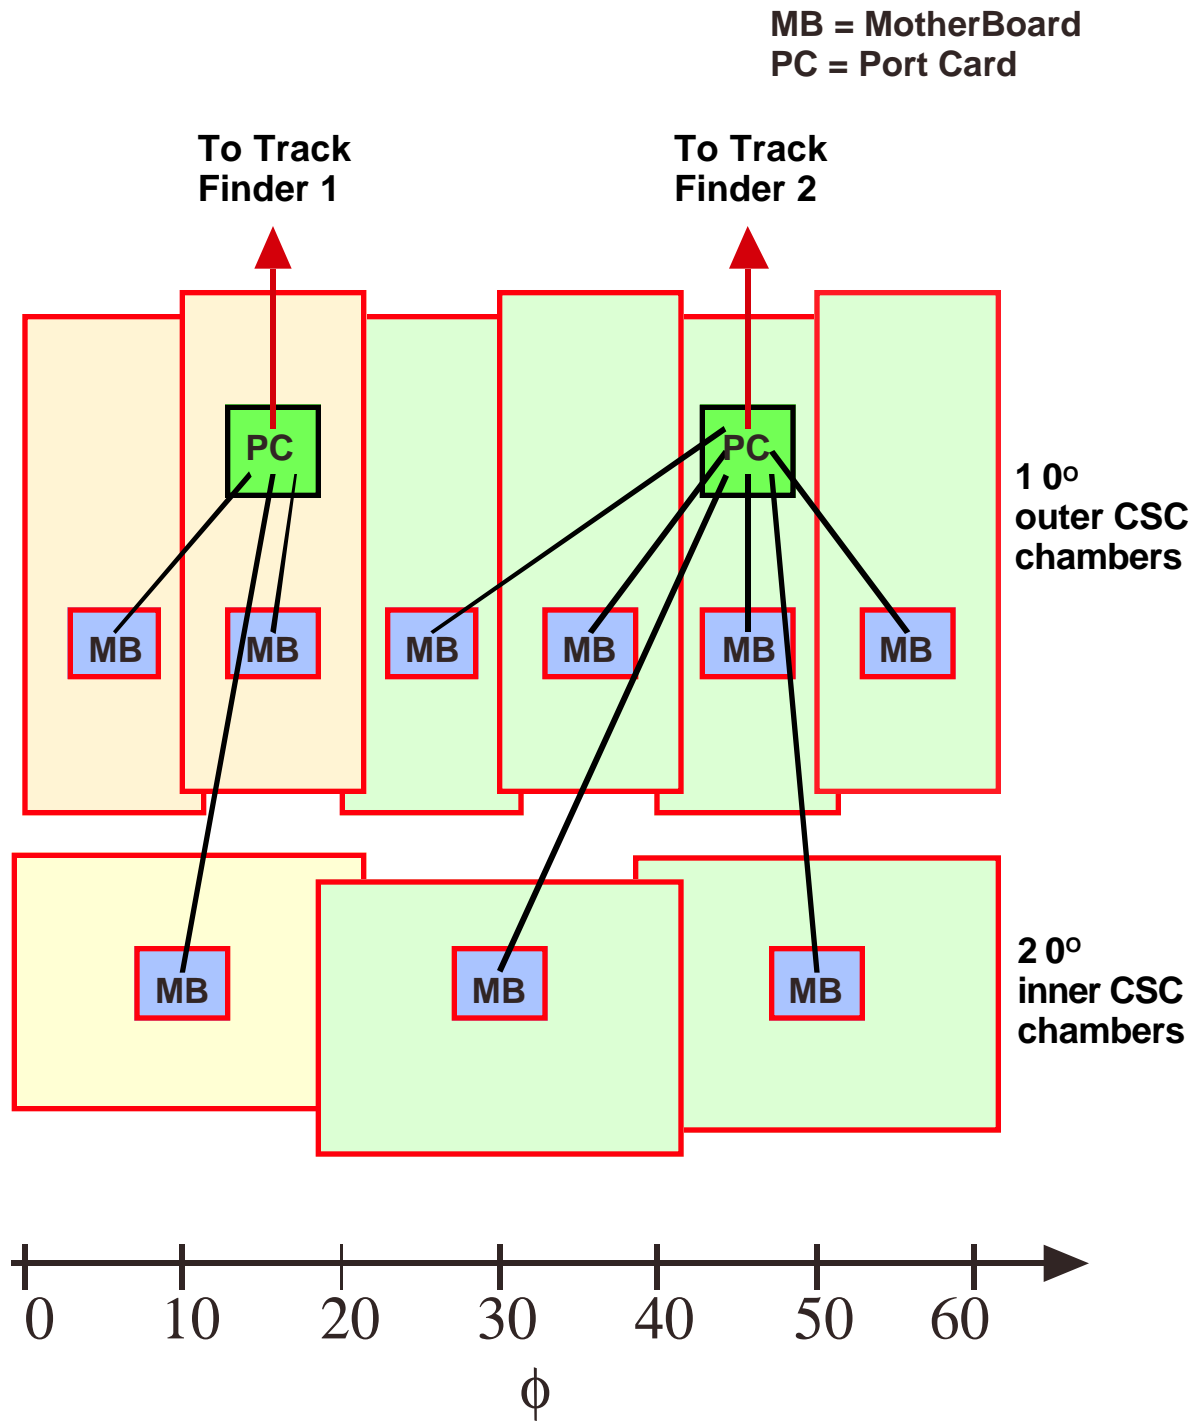 MB = MotherBoard
PC = Port Card
To Track
Finder 1
To Track
Finder 2
PC
PC
1 0°
outer CSC
chambers
MB
MB
MB
MB
MB
MB
2 0°
inner CSC
chambers
MB
MB
MB
0 10 20 30 40 50 60
ϕ